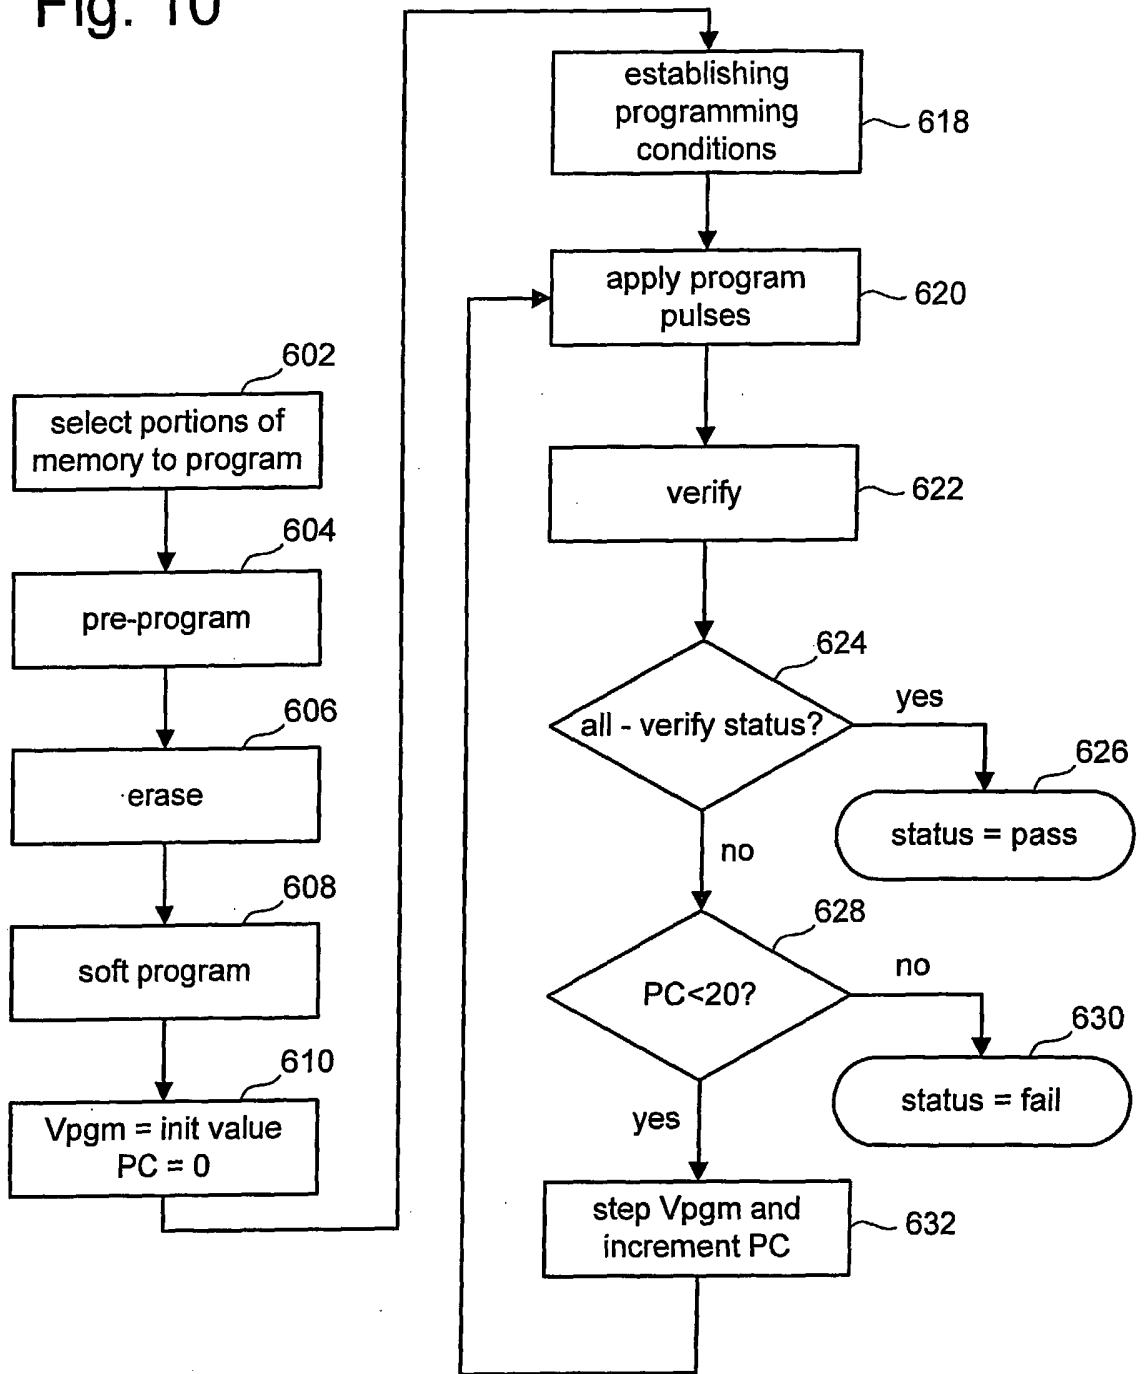 Fig. 10
602
select portions of
memory to program
604
pre-program
606
erase
608
soft program
610
Vpgm = init value
PC = 0
establishing
programming
conditions
618
apply program
pulses
620
verify
622
624
all - verify status?
yes
626
status = pass
no
628
PC<20?
no
630
status = fail
yes
step Vpgm and
increment PC
632